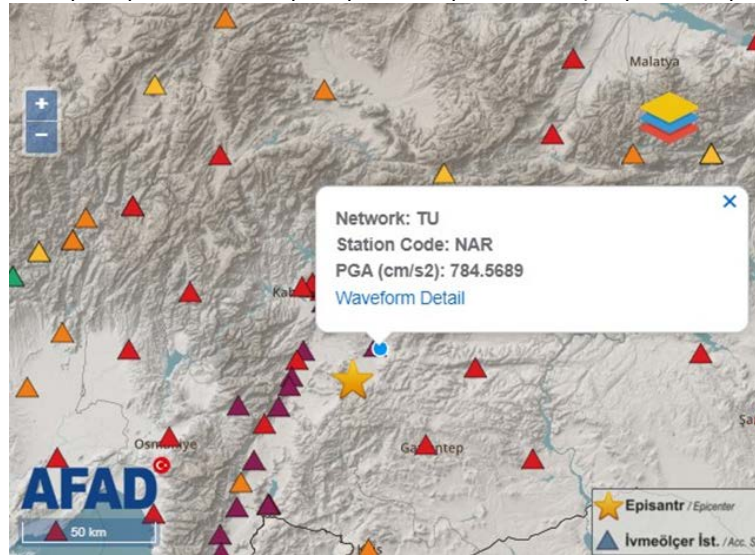 +
Malatya
−
×
Network: TU
Station Code: NAR
PGA (cm/s2): 784.5689
Waveform Detail
Gaziantep
AFAD
50 km
Episantr / Epicenter
İvmeölçer İst. / Acc.